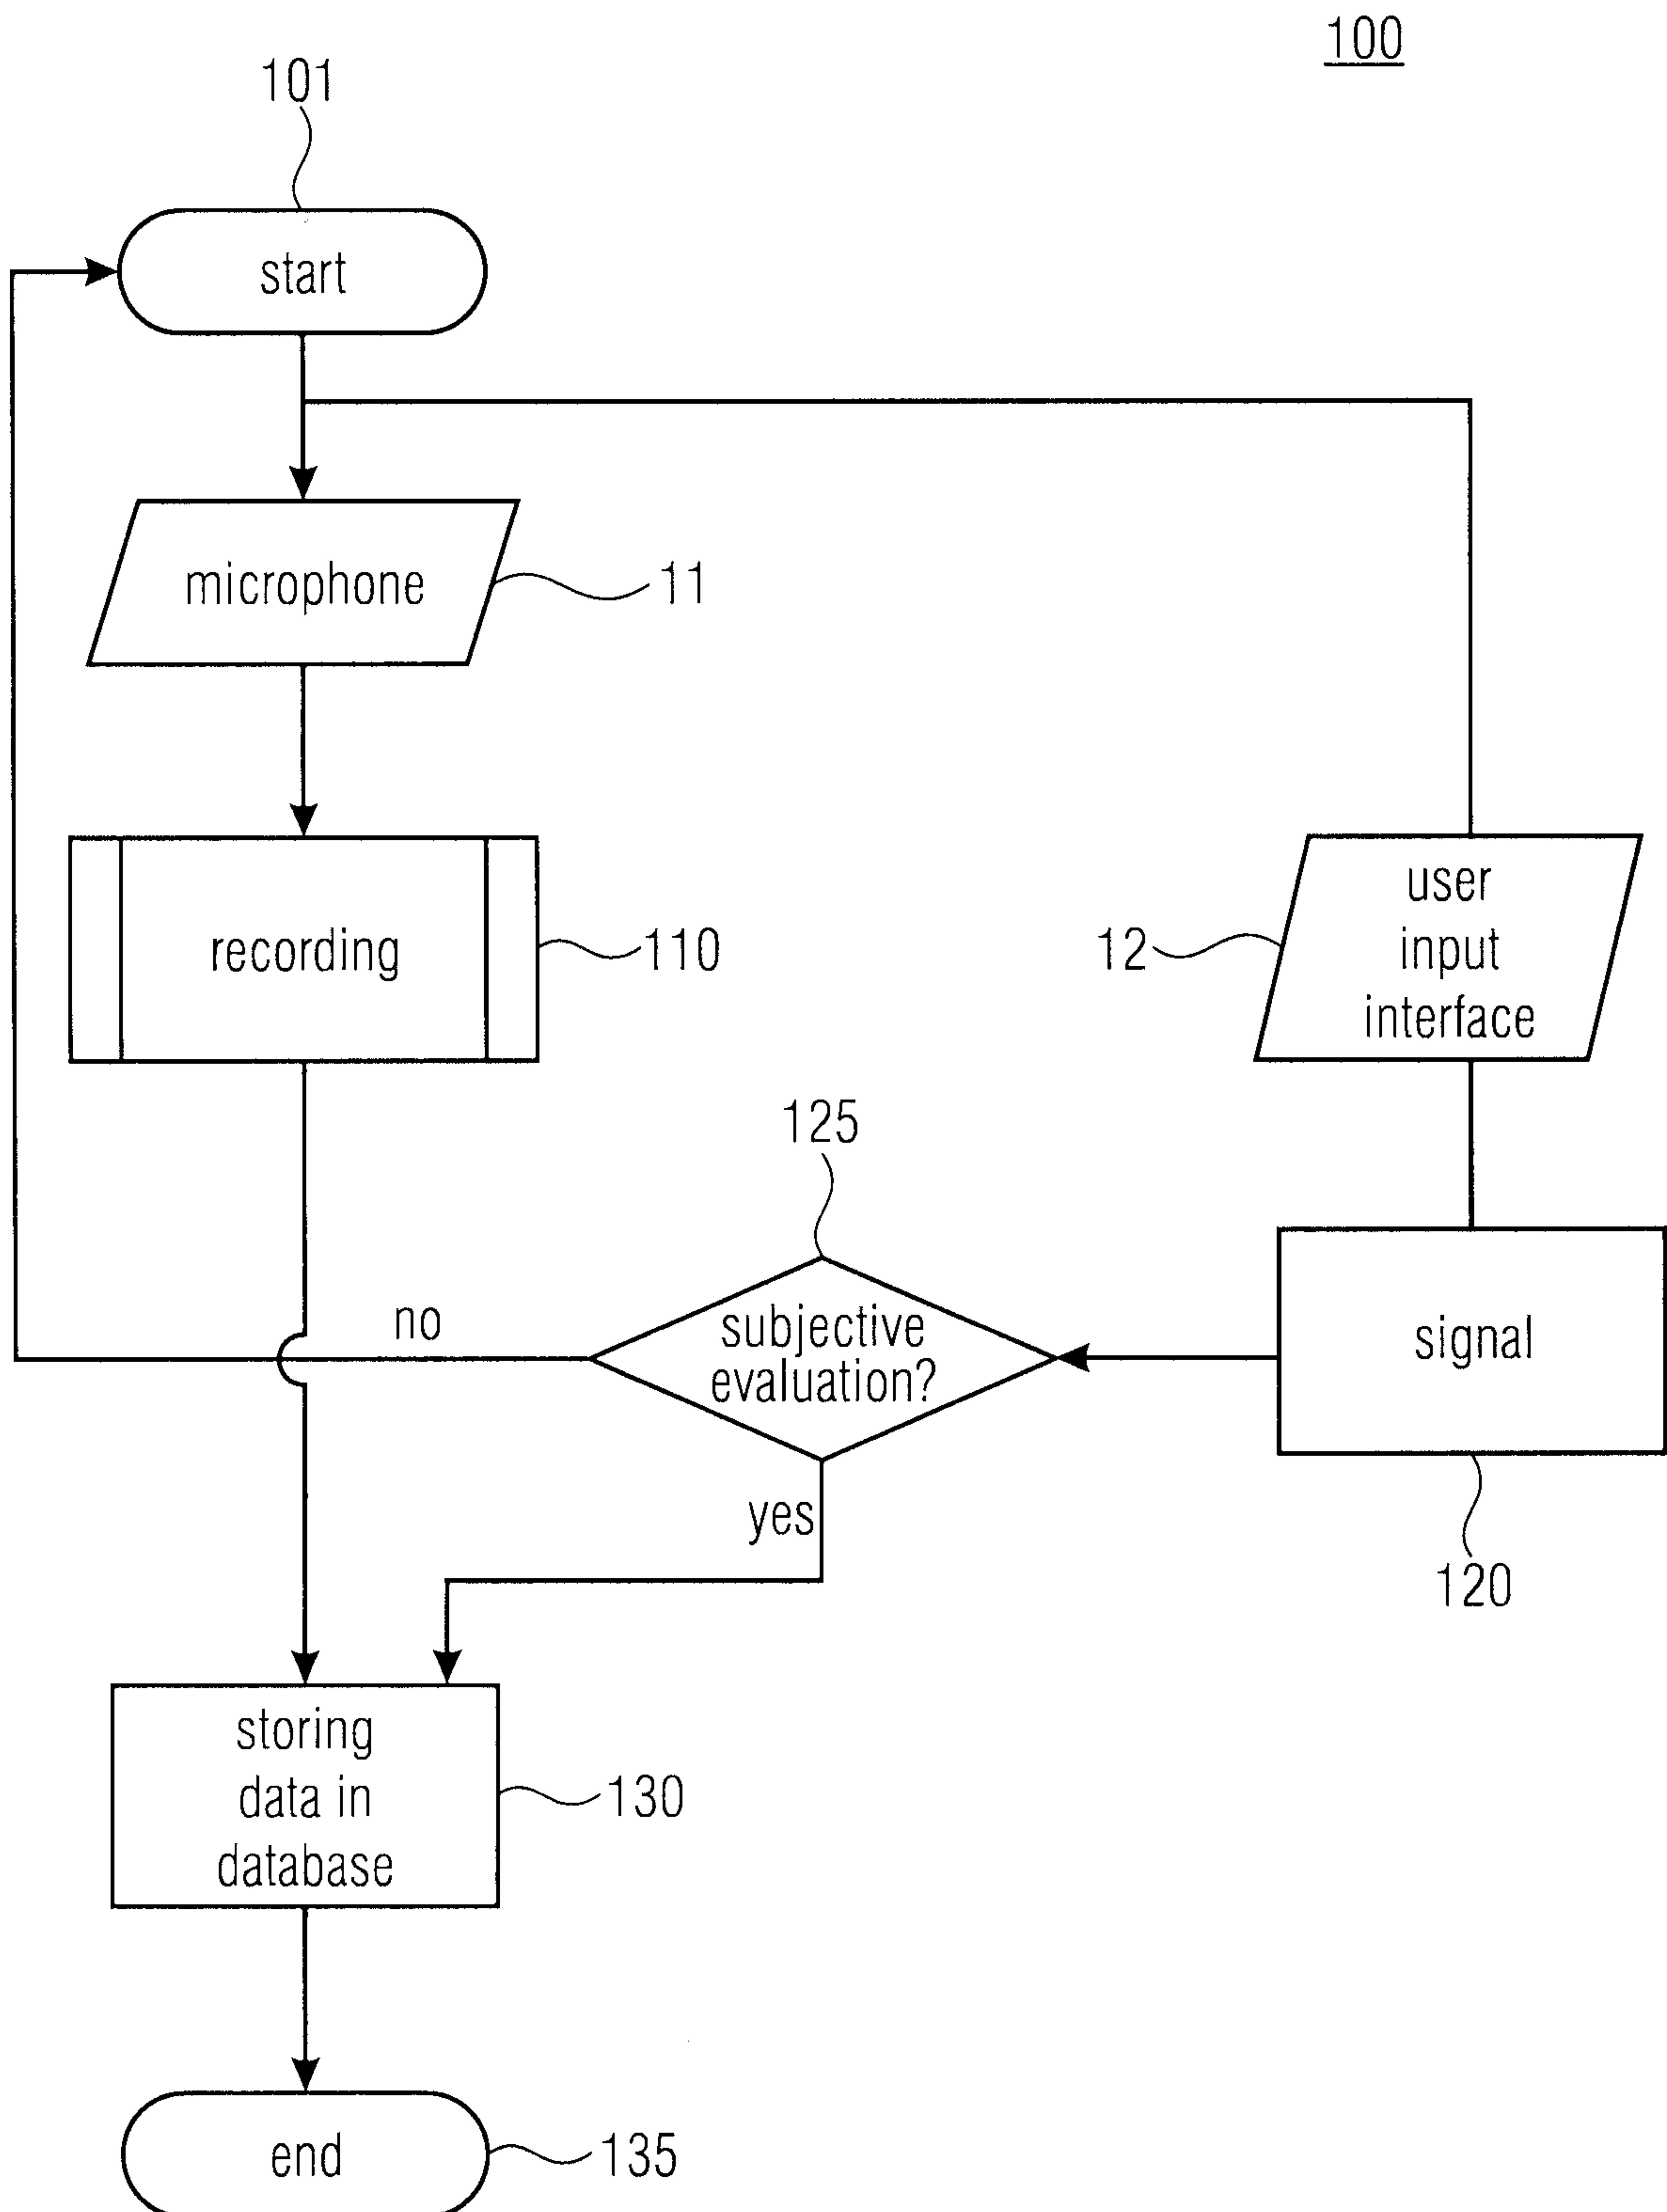 100
101
start
microphone
11
recording
110
12
user
input
interface
125
subjective
evaluation?
no
yes
signal
120
storing
data in
database
130
end
135